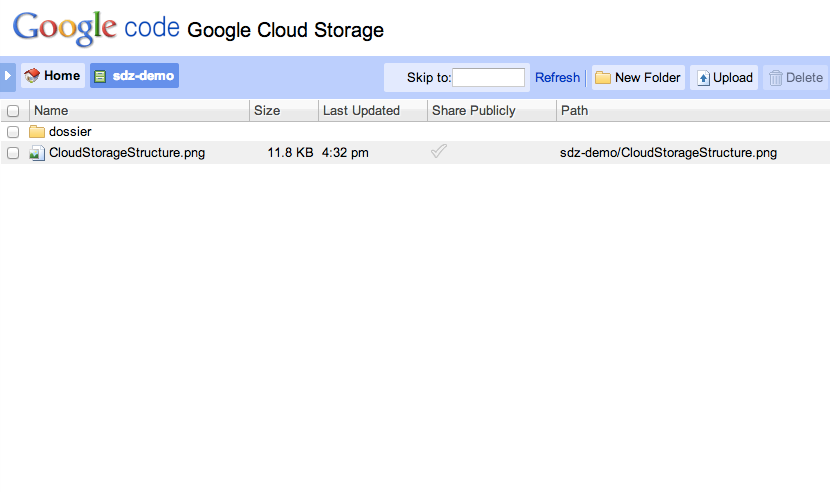 Google code Google Cloud Storage
Home sdz-demo Skip to: Refresh New Folder Upload Delete
Name Size Last Updated Share Publicly Path
dossier
CloudStorageStructure.png 11.8 KB 4:32 pm sdz-demo/CloudStorageStructure.png